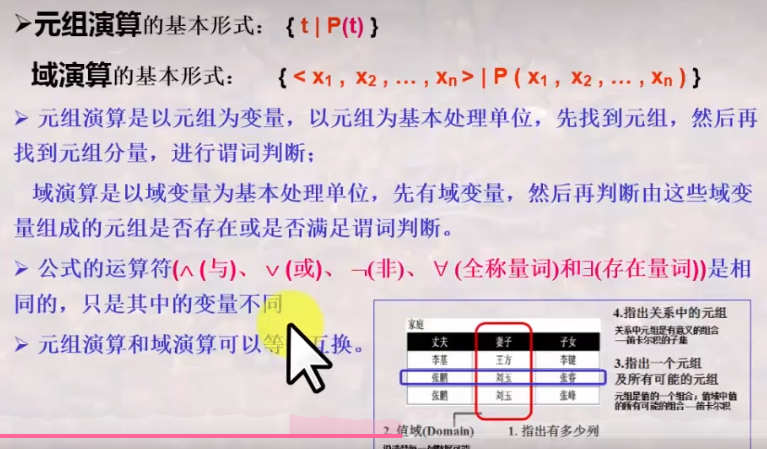 ➢元组演算的基本形式: { t | P(t) }
域演算的基本形式: { < x1 , x2 , … , xn > | P ( x1 , x2 , … , xn ) }
➢ 元组演算是以元组为变量，以元组为基本处理单位，先找到元组，然后再
找到元组分量，进行谓词判断；
域演算是以域变量为基本处理单位，先有域变量，然后再判断由这些域变
量组成的元组是否存在或是否满足谓词判断。
➢ 公式的运算符(∧ (与)、∨ (或)、¬(非)、∀ (全称量词)和∃(存在量词))是相
同的，只是其中的变量不同
➢ 元组演算和域演算可以等 互换。
家庭
丈夫 妻子 子女
李基 王方 李键
张鹏 刘玉 张睿
张鹏 刘玉 张峰
4.指出关系中的元组
关系中元组是有意义的组合
—笛卡尔积的子集
3.指出一个元组
及所有可能的元组
元组是值的一个组合；值域中值
的所有可能的组合—笛卡尔积
2. 值域(Domain)
1. 指出有多少列